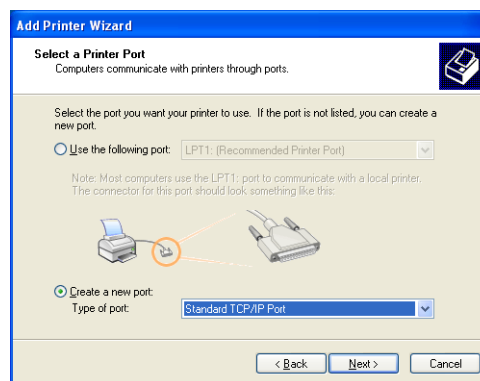 Add Printer Wizard
Select a Printer Port
Computers communicate with printers through ports.
Select the port you want your printer to use. If the port is not listed, you can create a
new port.
Use the following port:
LPT1: (Recommended Printer Port)
Note: Most computers use the LPT1: port to communicate with a local printer.
The connector for this port should look something like this:
Create a new port:
Type of port:
Standard TCP/IP Port
< Back
Next >
Cancel